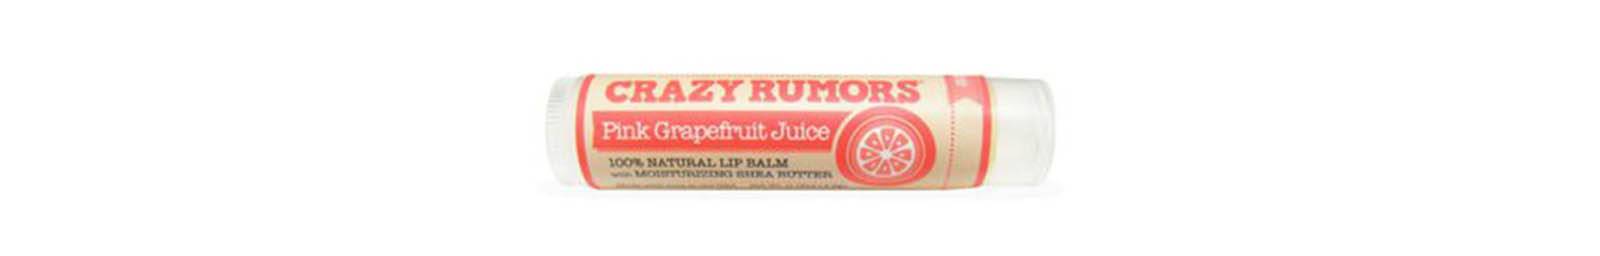 CRAZY RUMORS
Pink Grapefruit Juice
100% NATURAL LIP BALM
with MOISTURIZING SHEA BUTTER